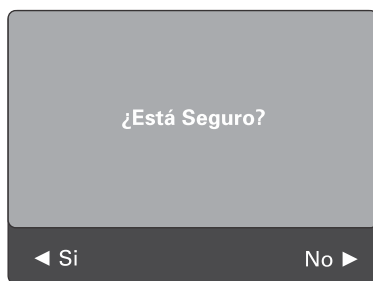 ¿Está Seguro?
◄ Si
No ►